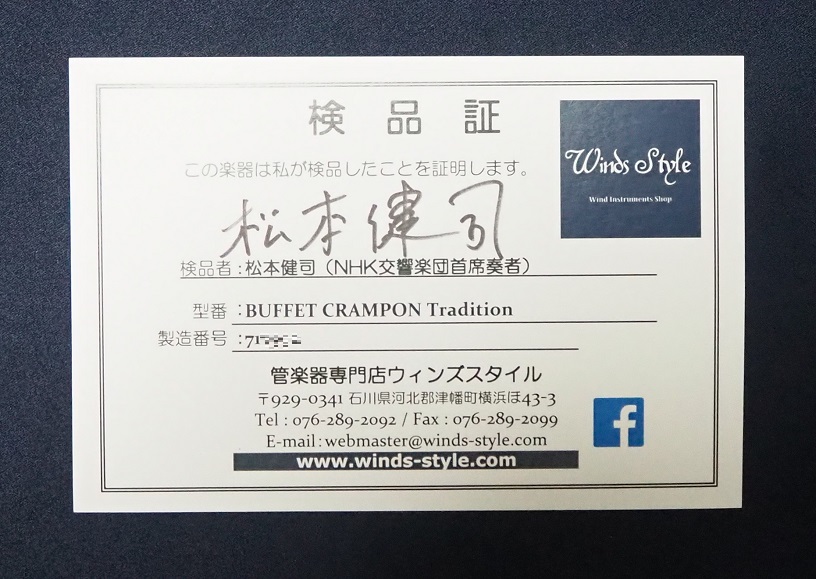 検品証
Winds Style
Wind Instruments Shop
この楽器は私が検品したことを証明します。
松本健司
検品者:松本健司(NHK交響楽団首席奏者)
型番:BUFFET CRAMPON Tradition
製造番号:71
管楽器専門店ウィンズスタイル
〒929-0341 石川県河北郡津幡町横浜ほ43-3
Tel : 076-289-2092 / Fax : 076-289-2099
E-mail : webmaster@winds-style.com
www.winds-style.com
f